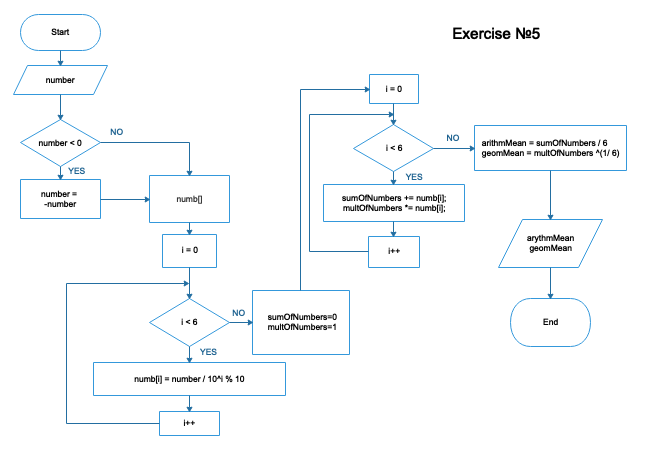 Exercise №5
Start
number
number < 0
NO
YES
number =
-number
numb[]
i = 0
i < 6
NO
YES
numb[i] = number / 10^i % 10
i++
sumOfNumbers=0
multOfNumbers=1
i = 0
i < 6
NO
YES
sumOfNumbers += numb[i];
multOfNumbers *= numb[i];
i++
arithmMean = sumOfNumbers / 6
geomMean = multOfNumbers ^(1/ 6)
arythmMean
geomMean
End